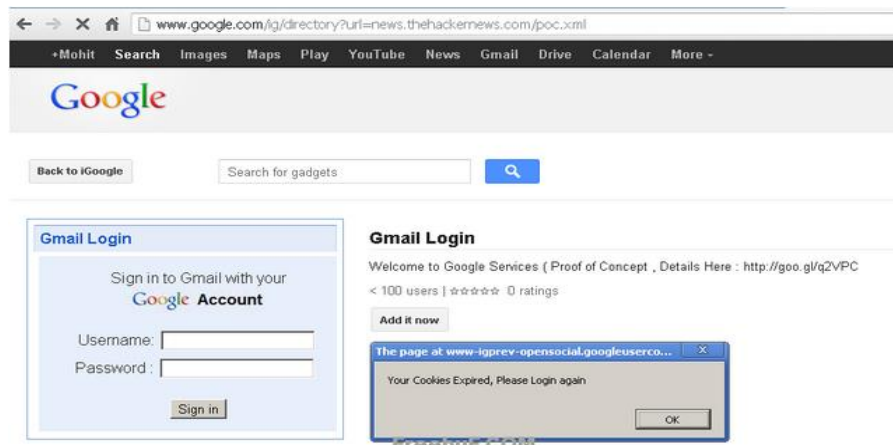 www.google.com/ig/directory?url=news.thehackernews.com/poc.xml
+Mohit Search Images Maps Play YouTube News Gmail Drive Calendar More -
Google
Back to iGoogle
Search for gadgets
Gmail Login
Sign in to Gmail with your
Google Account
Username:
Password :
Sign in
Gmail Login
Welcome to Google Services ( Proof of Concept , Details Here : http://goo.gl/q2VPC
< 100 users | ☆☆☆☆☆ 0 ratings
Add it now
The page at www-igprev-opensocial.googleuserco... X
Your Cookies Expired, Please Login again
OK